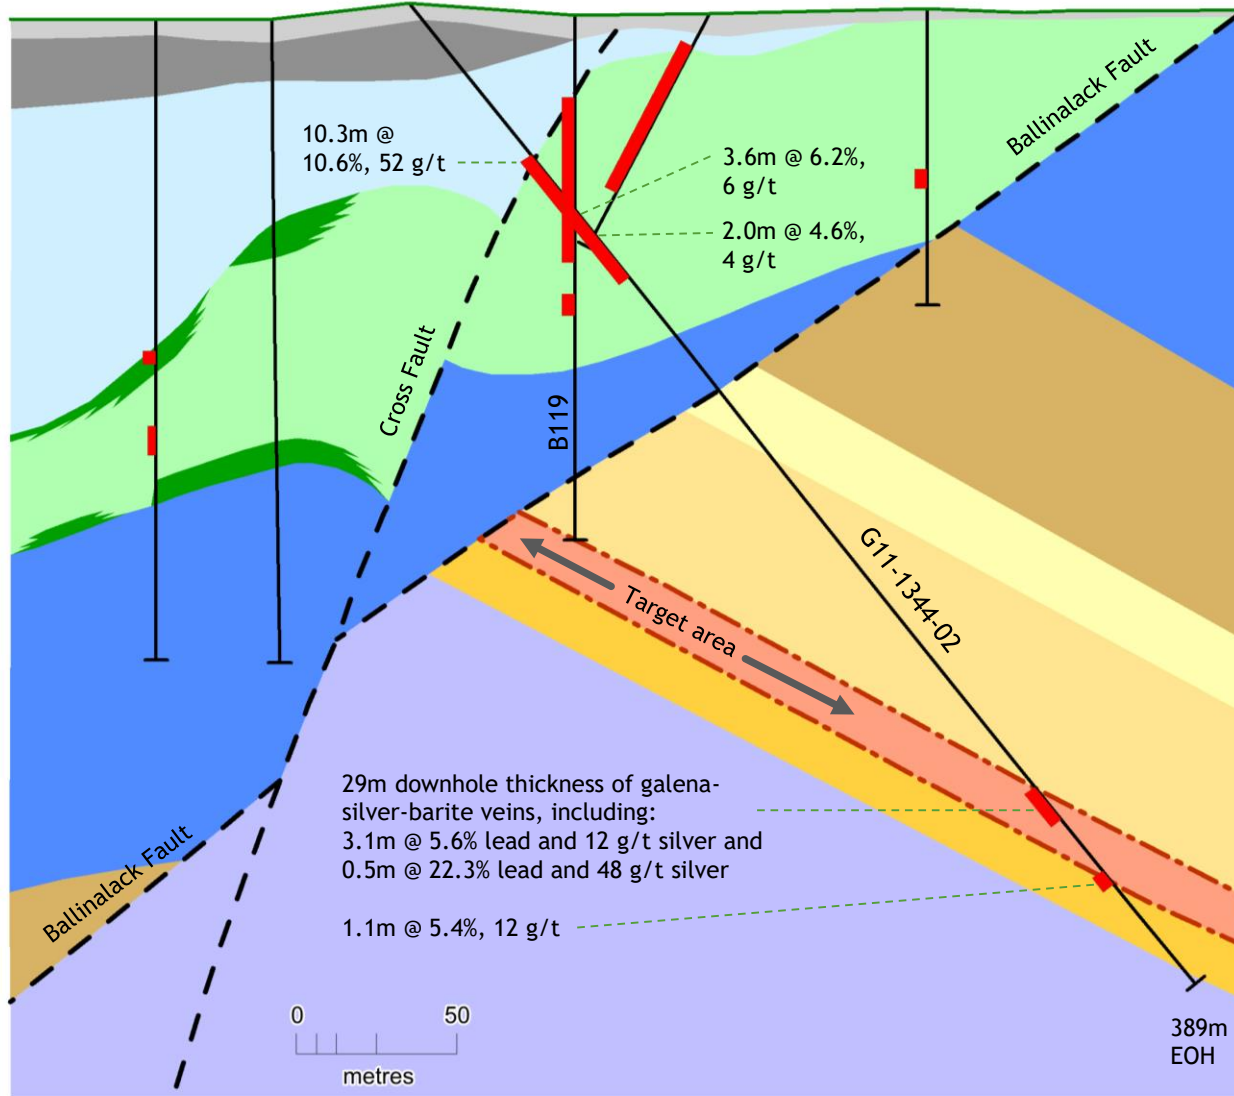 10.3m @
10.6%, 52 g/t
3.6m @ 6.2%,
6 g/t
2.0m @ 4.6%,
4 g/t
Ballinalack Fault
Cross Fault
B119
G11-1344-02
Target area
29m downhole thickness of galena-
silver-barite veins, including:
3.1m @ 5.6% lead and 12 g/t silver and
0.5m @ 22.3% lead and 48 g/t silver
Ballinalack Fault
1.1m @ 5.4%, 12 g/t
0 50
metres
389m
EOH